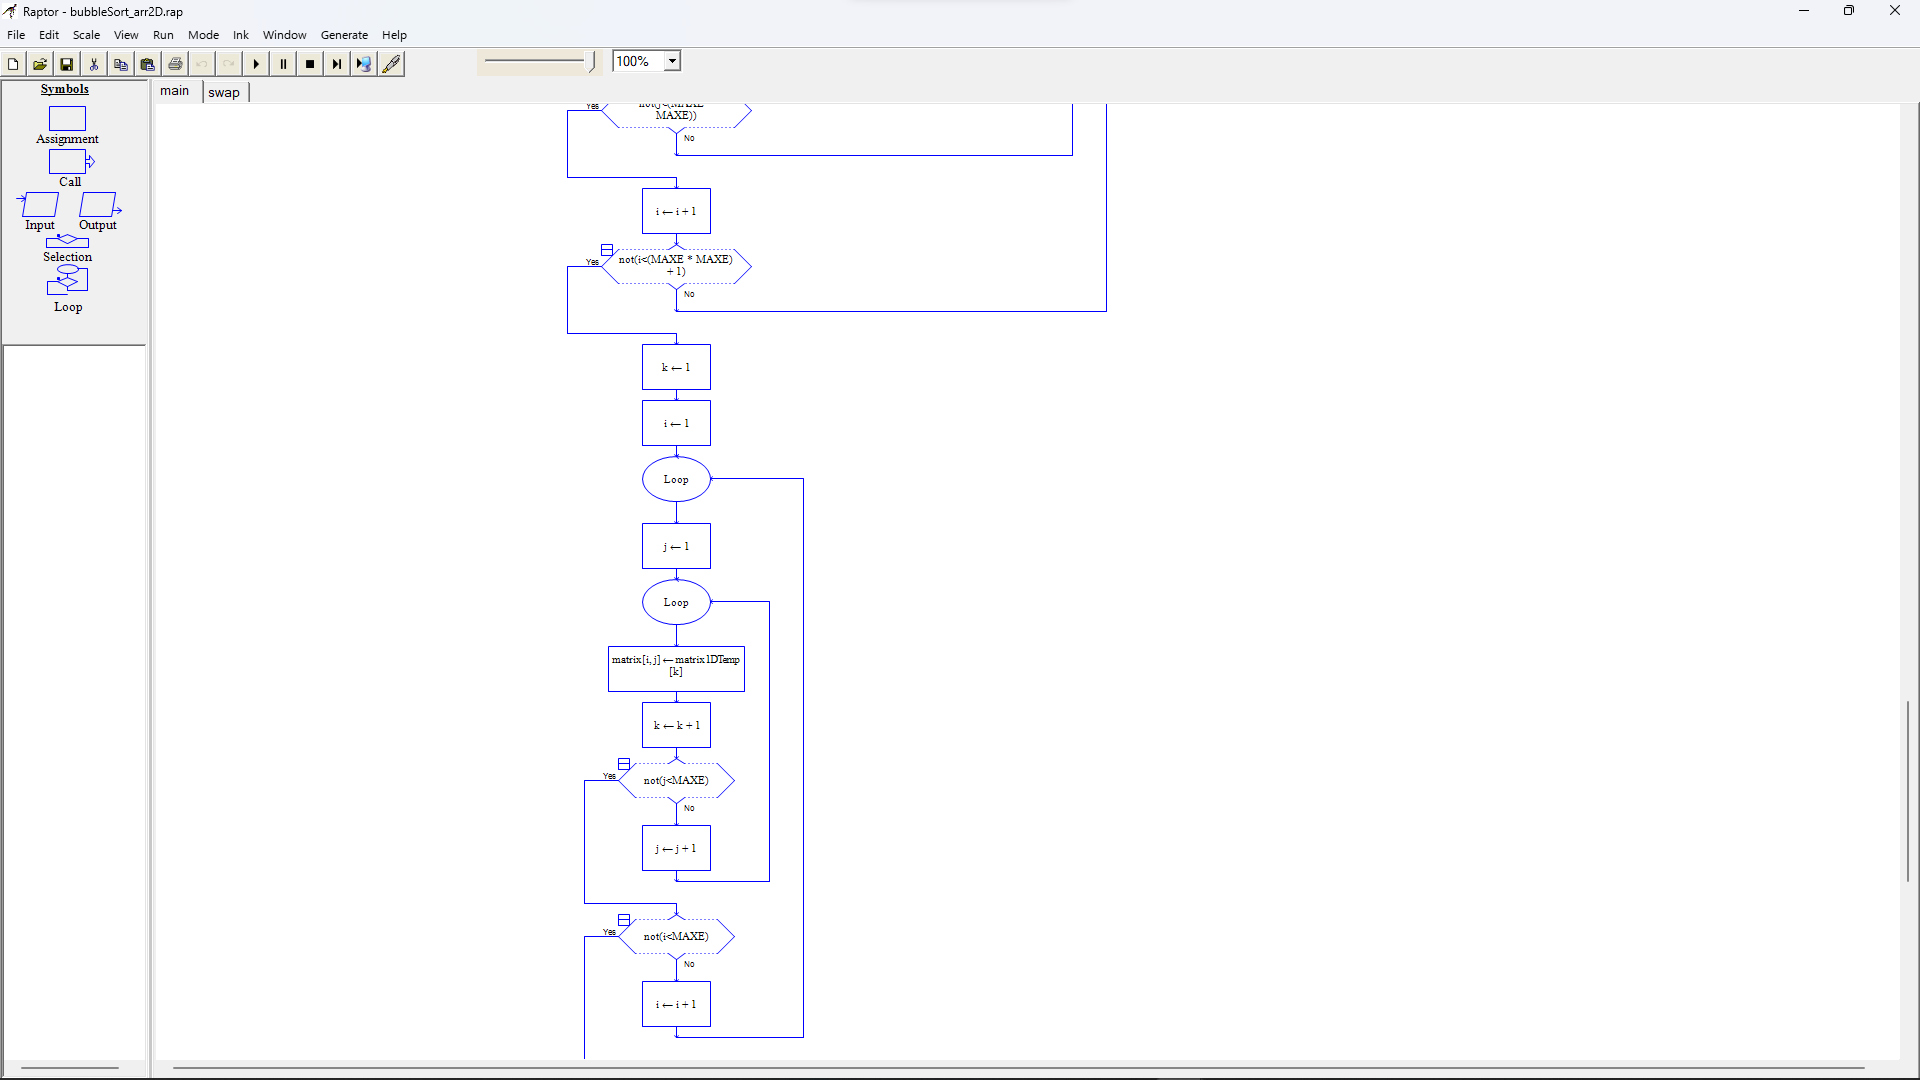 Raptor - bubbleSort_arr2D.rap
File Edit Scale View Run Mode Ink Window Generate Help
100%
Symbols
Assignment
Call
Input Output
Selection
Loop
main swap
Yes
not(j<(MAXE
MAXE))
No
i ← i + 1
Yes
not(i<(MAXE * MAXE)
+ 1)
No
k ← 1
i ← 1
Loop
j ← 1
Loop
matrix[i, j] ← matrix1DTemp
[k]
k ← k + 1
Yes
not(j<MAXE)
No
j ← j + 1
Yes
not(i<MAXE)
No
i ← i + 1